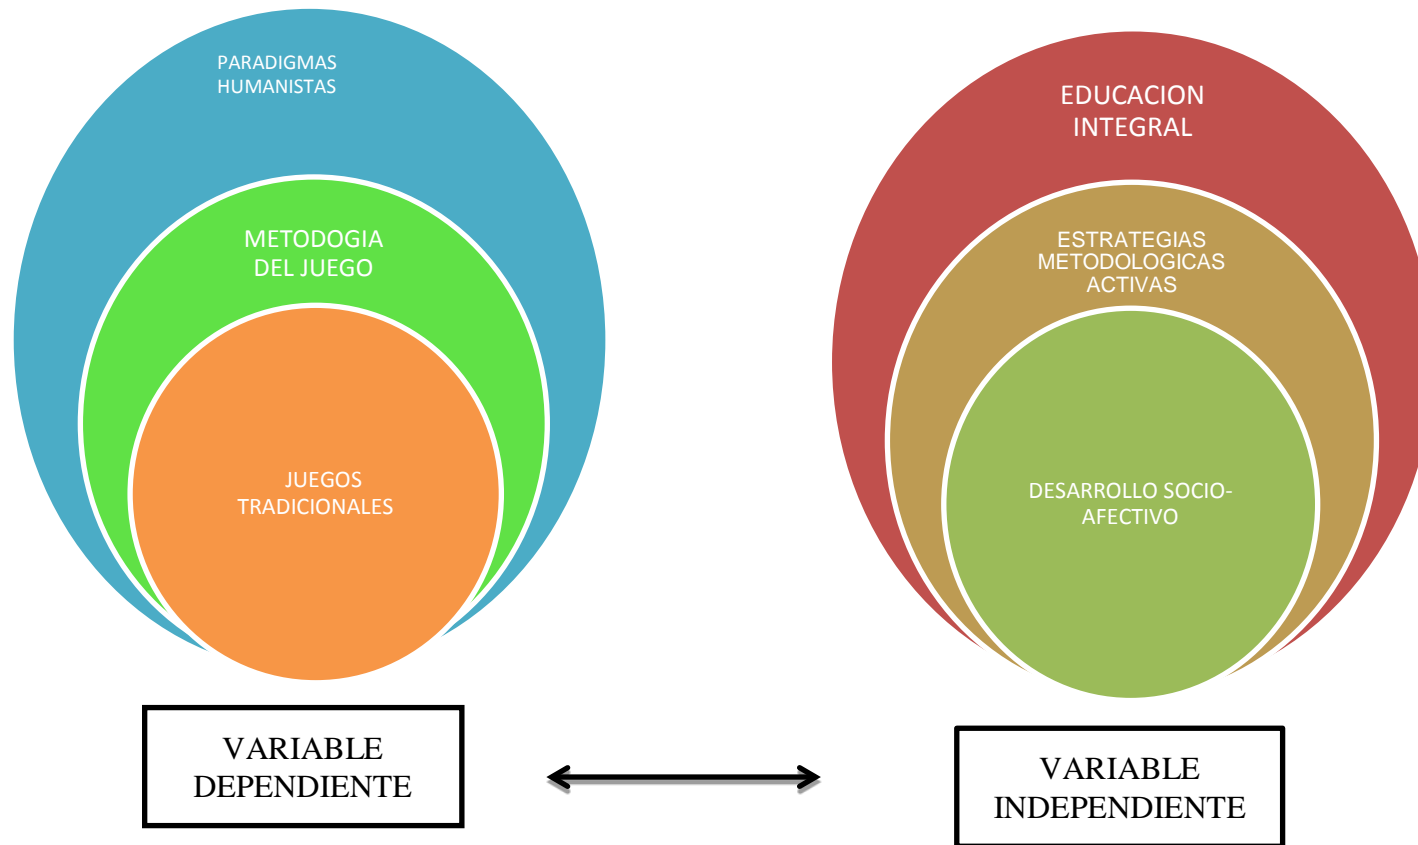 PARADIGMAS
HUMANISTAS
METODOGIA
DEL JUEGO
JUEGOS
TRADICIONALES
VARIABLE
DEPENDIENTE
EDUCACION
INTEGRAL
ESTRATEGIAS
METODOLOGICAS
ACTIVAS
DESARROLLO SOCIO-
AFECTIVO
VARIABLE
INDEPENDIENTE